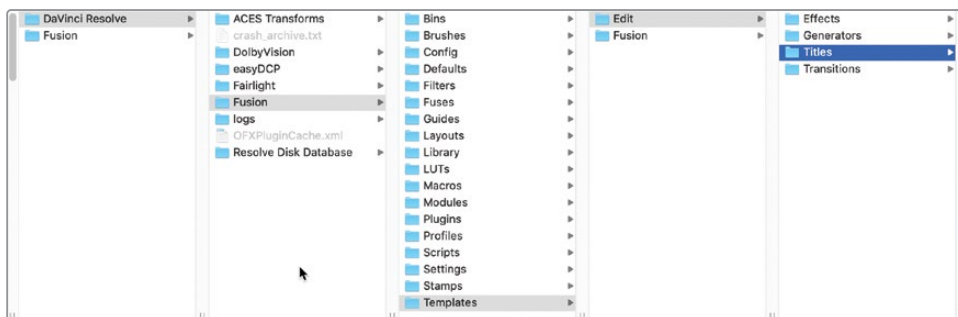 DaVinci Resolve
Fusion
ACES Transforms
crash_archive.txt
DolbyVision
easyDCP
Fairlight
Fusion
logs
OFXPluginCache.xml
Resolve Disk Database
Bins
Brushes
Config
Defaults
Filters
Fuses
Guides
Layouts
Library
LUTs
Macros
Modules
Plugins
Profiles
Scripts
Settings
Stamps
Templates
Edit
Fusion
Effects
Generators
Titles
Transitions